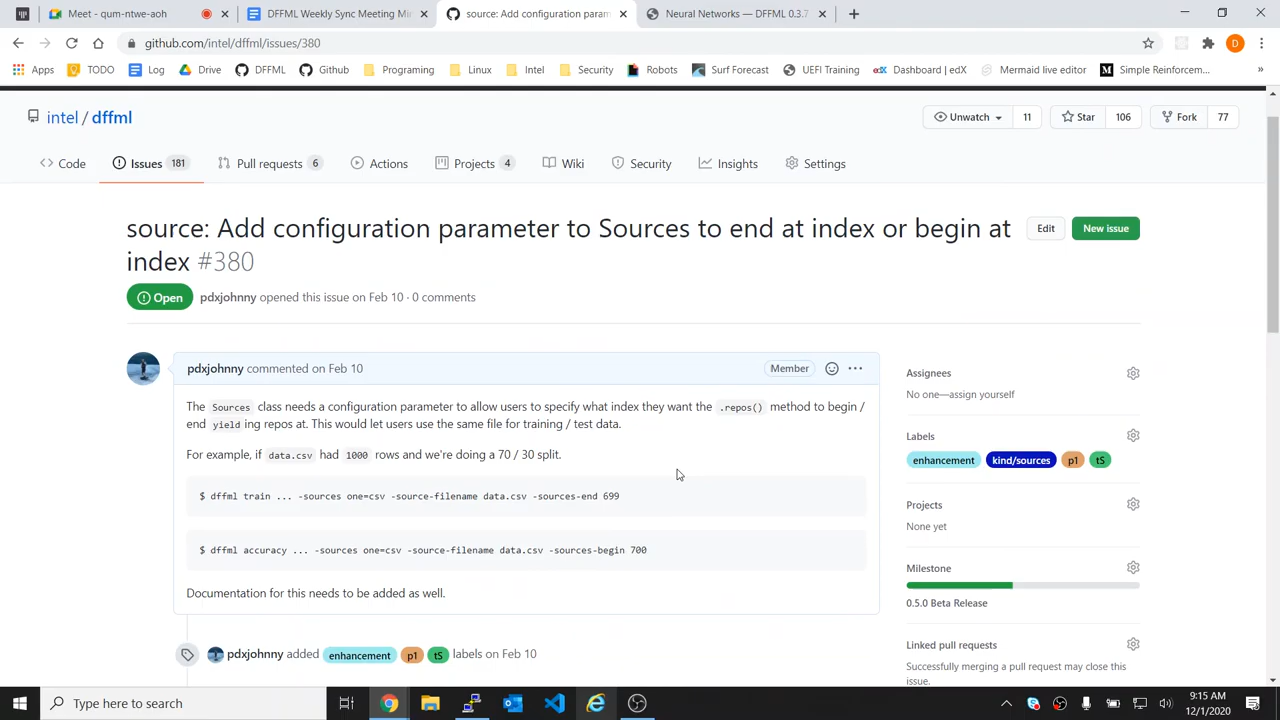 Meet - qum-ntwe-aoh
DFFML Weekly Sync Meeting Mi
source: Add configuration param
Neural Networks — DFFML 0.3.7
github.com/intel/dffml/issues/380
Apps
TODO
Log
Drive
DFFML
Github
Programing
Linux
Intel
Security
Robots
Surf Forecast
UEFI Training
Dashboard | edX
Mermaid live editor
Simple Reinforcem...
»
intel / dffml
Unwatch 11
Star 106
Fork 77
Code
Issues 181
Pull requests 6
Actions
Projects 4
Wiki
Security
Insights
Settings
source: Add configuration parameter to Sources to end at index or begin at
index #380
Edit
New issue
Open
pdxjohnny opened this issue on Feb 10 · 0 comments
pdxjohnny commented on Feb 10
Member
The Sources class needs a configuration parameter to allow users to specify what index they want the .repos() method to begin /
end yield ing repos at. This would let users use the same file for training / test data.
For example, if data.csv had 1000 rows and we're doing a 70 / 30 split.
$ dffml train ... -sources one=csv -source-filename data.csv -sources-end 699
$ dffml accuracy ... -sources one=csv -source-filename data.csv -sources-begin 700
Documentation for this needs to be added as well.
pdxjohnny added enhancement p1 tS labels on Feb 10
Assignees
No one—assign yourself
Labels
enhancement kind/sources p1 tS
Projects
None yet
Milestone
0.5.0 Beta Release
Linked pull requests
Successfully merging a pull request may close this
issue.
Type here to search
9:15 AM
12/1/2020